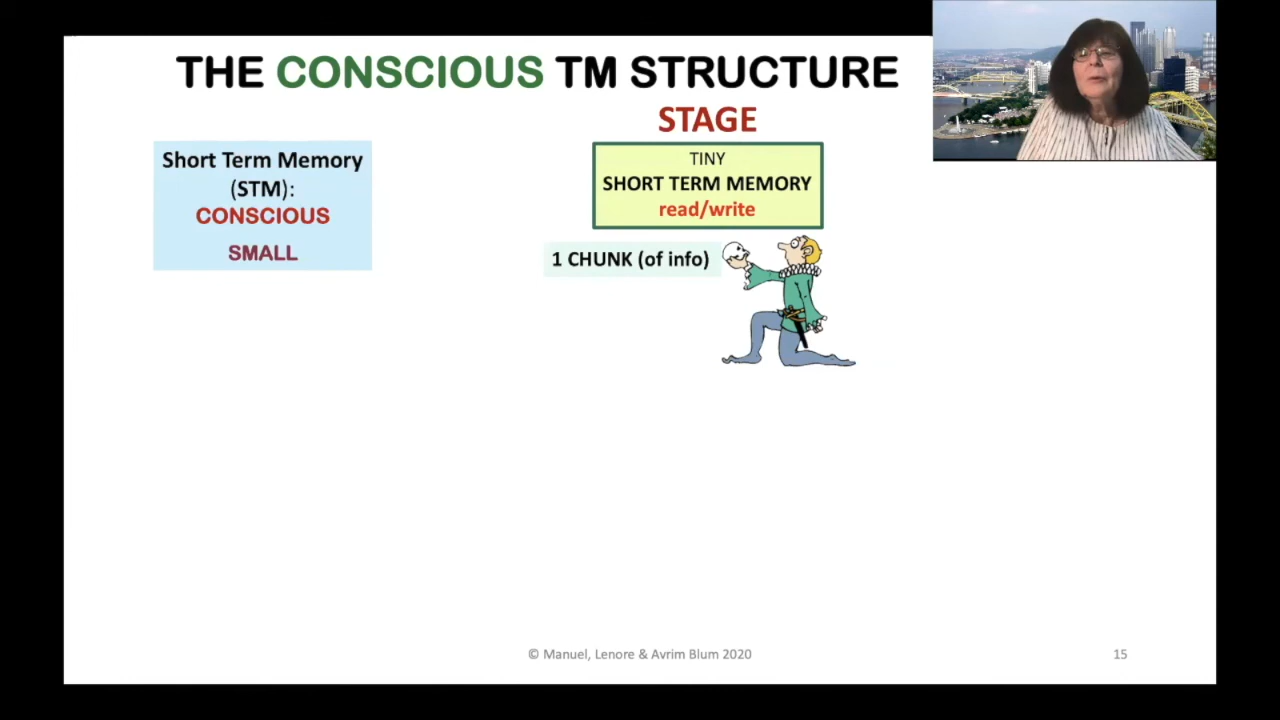 THE CONSCIOUS TM STRUCTURE
STAGE
Short Term Memory
(STM):
CONSCIOUS
SMALL
TINY
SHORT TERM MEMORY
read/write
1 CHUNK (of info)
© Manuel, Lenore & Avrim Blum 2020
15